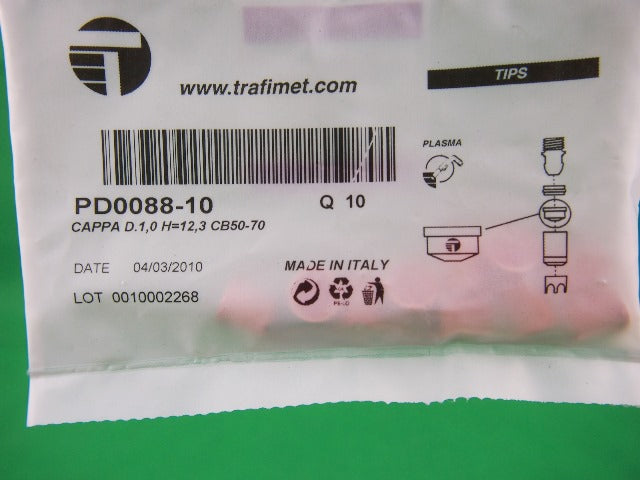 www.trafimet.com
TIPS
PLASMA
PD0088-10
Q 10
CAPPA D.1,0 H=12,3 CB50-70
DATE 04/03/2010
MADE IN ITALY
LOT 0010002268